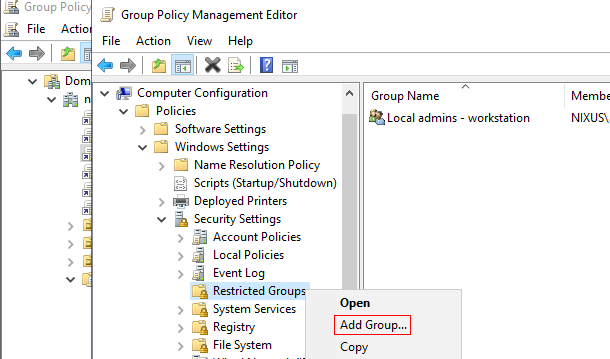 Group Policy
File Action
Dom
n
Group Policy Management Editor
File Action View Help
Computer Configuration
Policies
Software Settings
Windows Settings
Name Resolution Policy
Scripts (Startup/Shutdown)
Deployed Printers
Security Settings
Account Policies
Local Policies
Event Log
Restricted Groups
System Services
Registry
File System
Group Name Membe
Local admins - workstation NIXUS\
Open
Add Group...
Copy